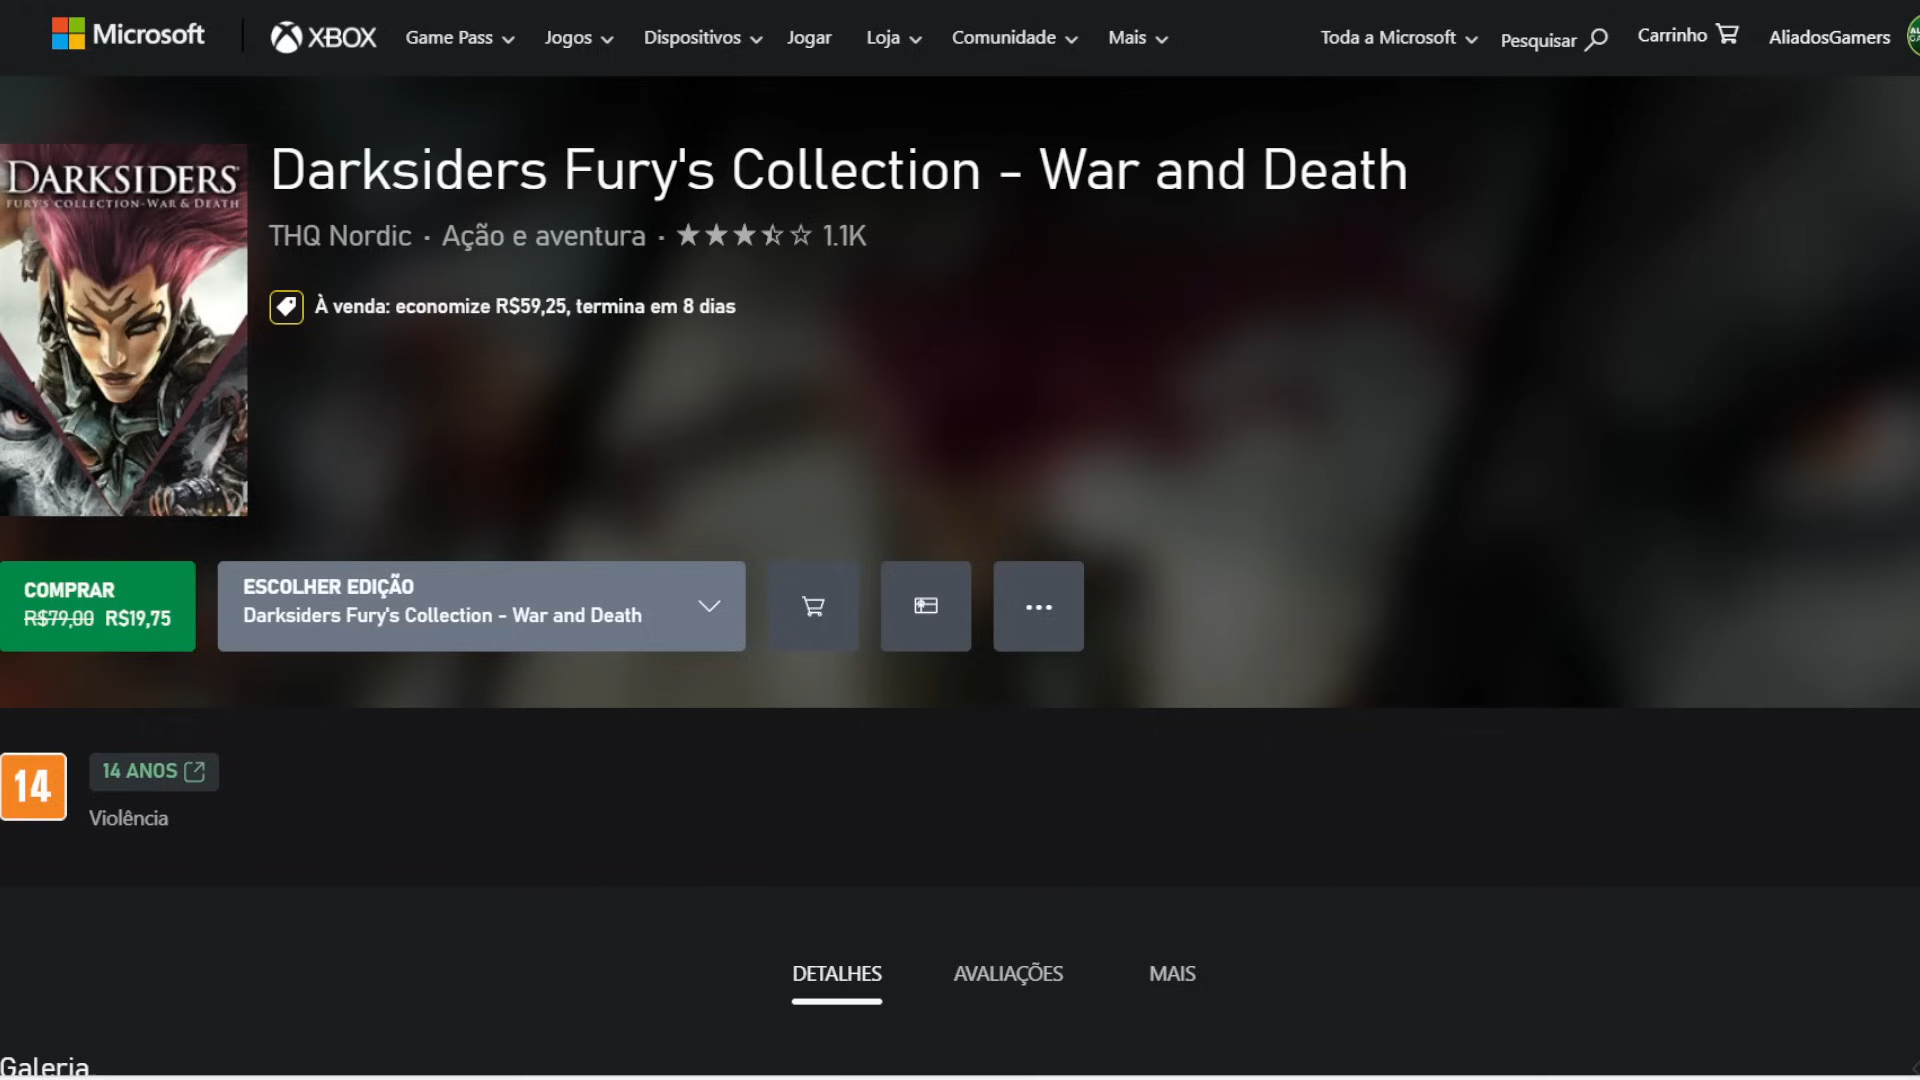 Microsoft
XBOX
Game Pass
Jogos
Dispositivos
Jogar
Loja
Comunidade
Mais
Toda a Microsoft
Pesquisar
Carrinho
AliadosGamers
DARKSIDERS
FURY'S COLLECTION-WAR & DEATH
Darksiders Fury's Collection - War and Death
THQ Nordic · Ação e aventura · 1.1K
À venda: economize R$59,25, termina em 8 dias
COMPRAR
R$79,00 R$19,75
ESCOLHER EDIÇÃO
Darksiders Fury's Collection - War and Death
14
14 ANOS
Violência
DETALHES
AVALIAÇÕES
MAIS
Galeria